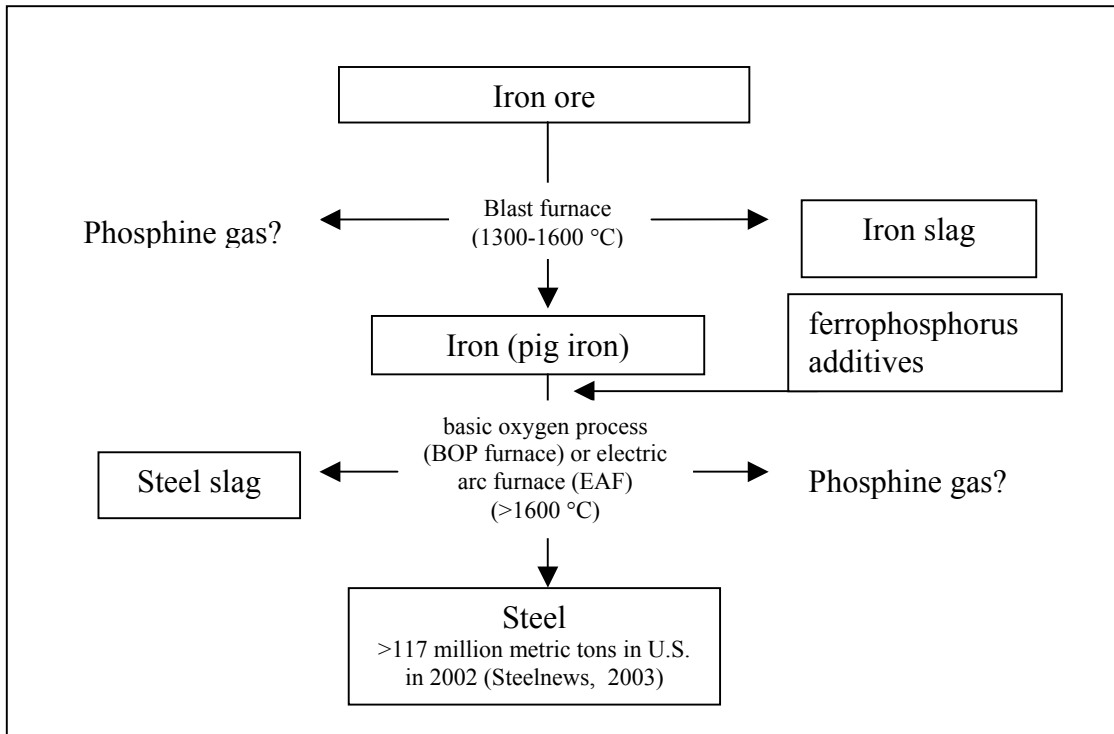 Iron ore
Phosphine gas?
Blast furnace
(1300-1600 °C)
Iron slag
Iron (pig iron)
ferrophosphorus
additives
basic oxygen process
(BOP furnace) or electric
arc furnace (EAF)
(>1600 °C)
Steel slag
Phosphine gas?
Steel
>117 million metric tons in U.S.
in 2002 (Steelnews, 2003)